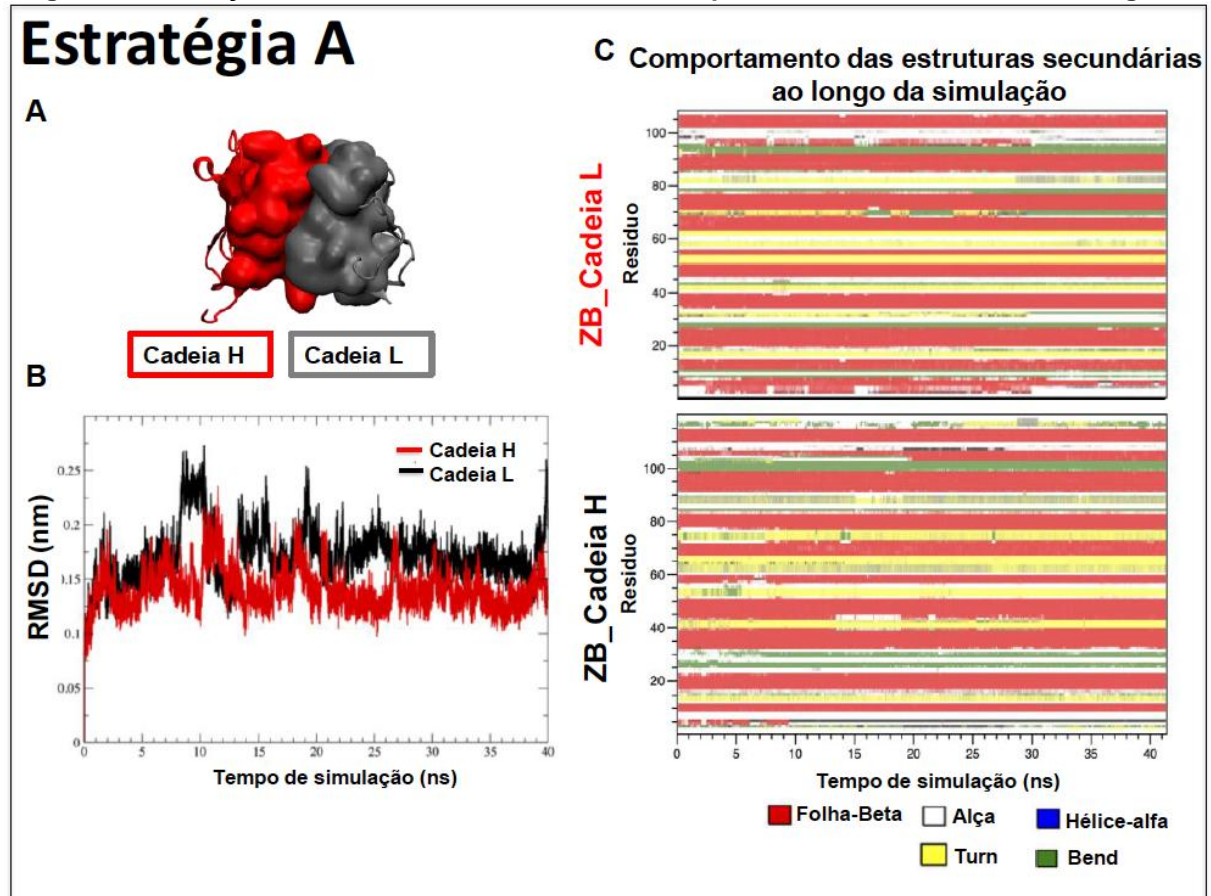 Estratégia A
A
Cadeia H
Cadeia L
B
RMSD (nm)
0.25
0.2
0.15
0.1
0.05
0
Cadeia H
Cadeia L
0 5 10 15 20 25 30 35 40
Tempo de simulação (ns)
C Comportamento das estruturas secundárias
ao longo da simulação
ZB_Cadeia L
Resíduo
100
80
60
40
20
ZB_Cadeia H
Resíduo
100
80
60
40
20
0 5 10 15 20 25 30 35 40
Tempo de simulação (ns)
Folha-Beta Alça Hélice-alfa
Turn Bend